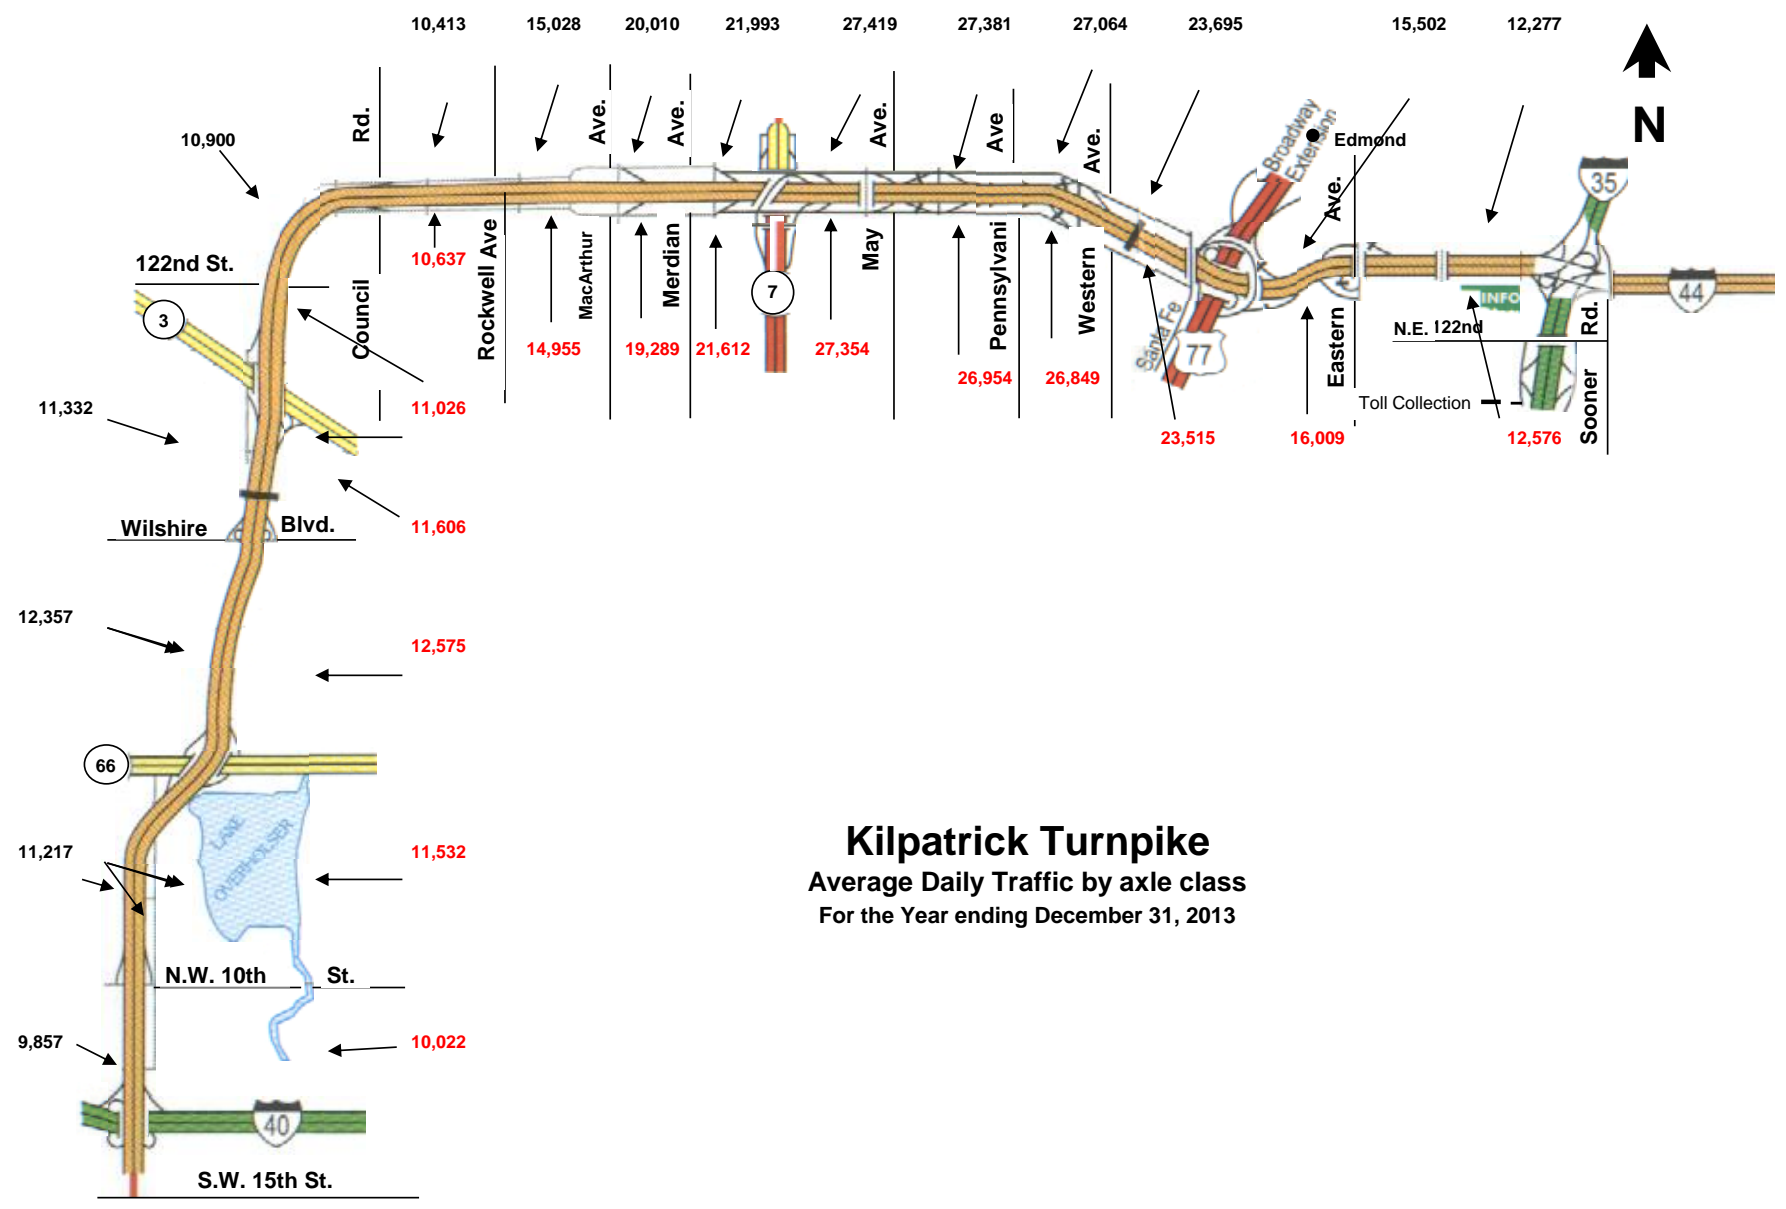 10,413 15,028 20,010 21,993 27,419 27,381 27,064 23,695 15,502 12,277
N
Rd. Ave. Ave. Ave. Ave Ave. Ave.
Broadway
Extension
Edmond
35
10,900
122nd St.
3
Council
10,637
Rockwell Ave
MacArthur
Merdian
7
May
Pennsylvani
Western
Santa Fe
77
Eastern
INFO
N.E. 122nd
Rd.
Sooner
44
14,955 19,289 21,612 27,354
26,954 26,849
Toll Collection
11,332
11,026
23,515 16,009 12,576
Wilshire Blvd.
11,606
12,357
12,575
66
LAKE
OVERHOLSER
11,217
11,532
Kilpatrick Turnpike
Average Daily Traffic by axle class
For the Year ending December 31, 2013
N.W. 10th St.
9,857
10,022
40
S.W. 15th St.